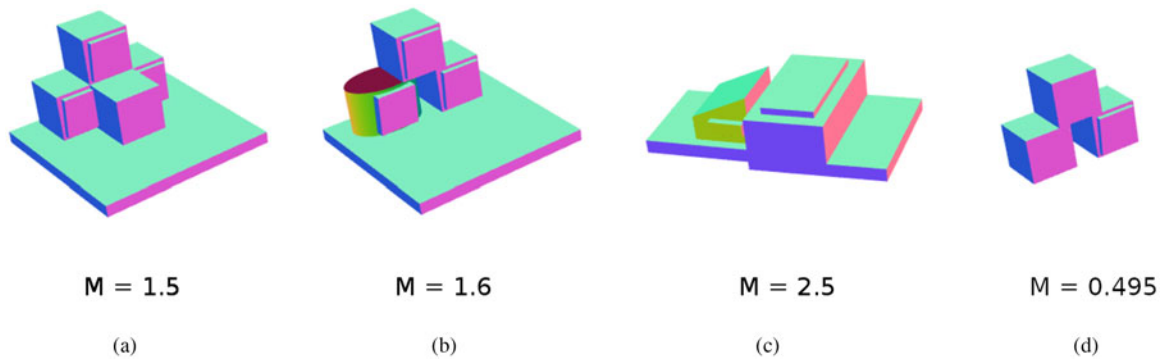 M = 1.5 M = 1.6 M = 2.5 M = 0.495
(a) (b) (c) (d)